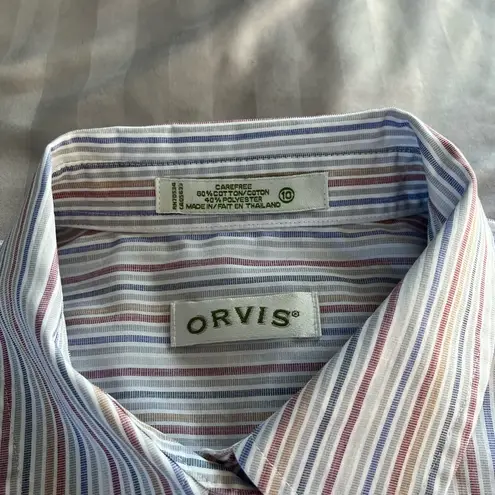 CAREFREE
60% COTTON/COTON
40% POLYESTER
MADE IN/FAIT EN THAILAND
10
ORVIS®